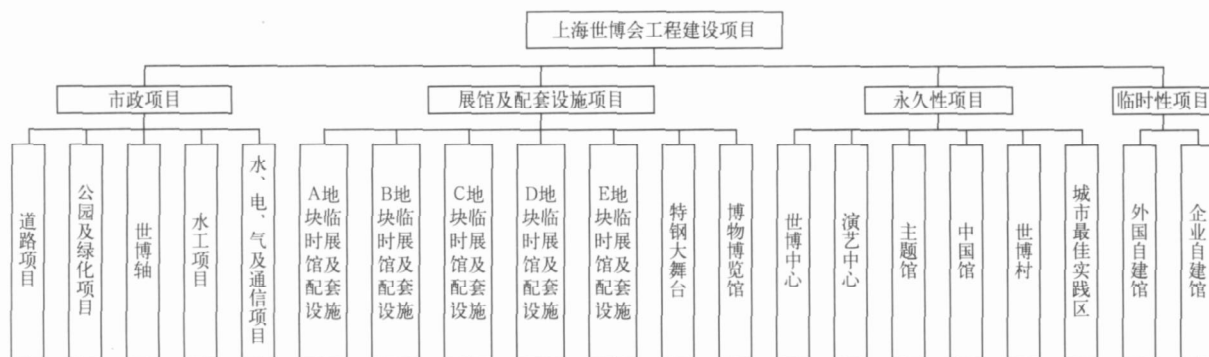 上海世博会工程建设项目
市政项目
展馆及配套设施项目
永久性项目
临时性项目
道路项目
公园及绿化项目
世博轴
水工项目
水、电、气及通信项目
A地块临时展馆及配套设施
B地块临时展馆及配套设施
C地块临时展馆及配套设施
D地块临时展馆及配套设施
E地块临时展馆及配套设施
特钢大舞台
博物博览馆
世博中心
演艺中心
主题馆
中国馆
世博村
城市最佳实践区
外国自建馆
企业自建馆